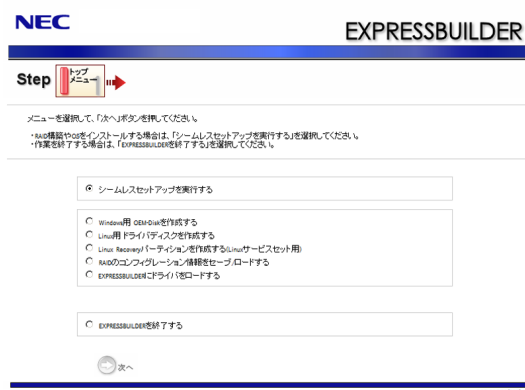 NEC
EXPRESSBUILDER
Step
トップ
メニュー
メニューを選択して、「次へ」ボタンを押してください。
・RAID構築やOSをインストールする場合は、「シームレスセットアップを実行する」を選択してください。
・作業を終了する場合は、「EXPRESSBUILDERを終了する」を選択してください。
シームレスセットアップを実行する
Windows用 OEM-Diskを作成する
Linux用 ドライバディスクを作成する
Linux Recoveryパーティションを作成する(Linuxサービスセット用)
RAIDのコンフィグレーション情報をセーブ/ロードする
EXPRESSBUILDERにドライバをロードする
EXPRESSBUILDERを終了する
次へ